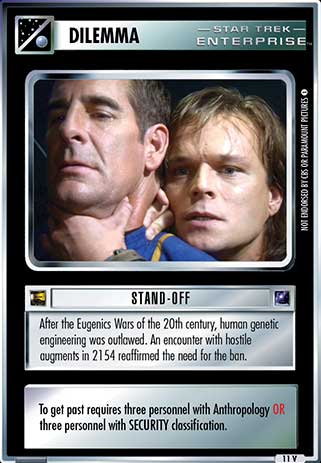 DILEMMA
STAR TREK
ENTERPRISE™
NOT ENDORSED BY CBS OR PARAMOUNT PICTURES
STAND-OFF
After the Eugenics Wars of the 20th century, human genetic
engineering was outlawed. An encounter with hostile
augments in 2154 reaffirmed the need for the ban.
To get past requires three personnel with Anthropology OR
three personnel with SECURITY classification.
11 V